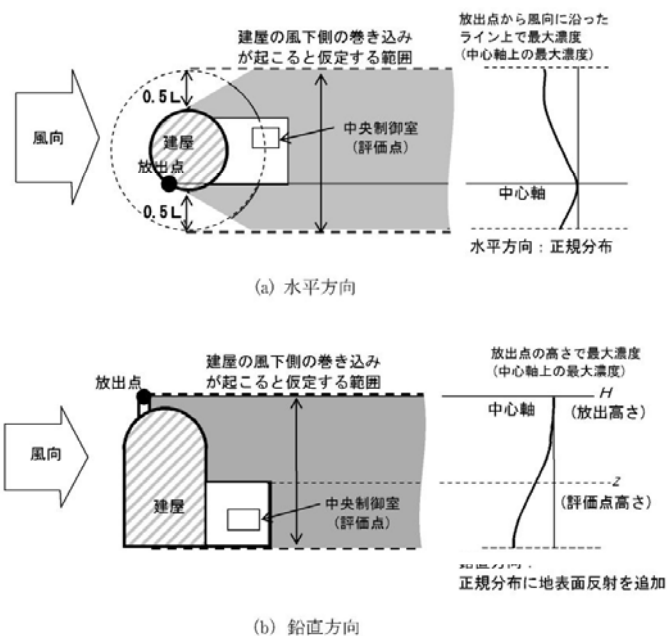 建屋の風下側の巻き込み
が起こると仮定する範囲
放出点から風向に沿った
ライン上で最大濃度
(中心軸上の最大濃度)
0.5L
風向
建屋
中央制御室
(評価点)
放出点
中心軸
0.5L
水平方向：正規分布
(a) 水平方向
建屋の風下側の巻き込み
が起こると仮定する範囲
放出点の高さで最大濃度
(中心軸上の最大濃度)
放出点
H
中心軸
(放出高さ)
風向
z
建屋
中央制御室
(評価点)
(評価点高さ)
正規分布に地表面反射を追加
(b) 鉛直方向